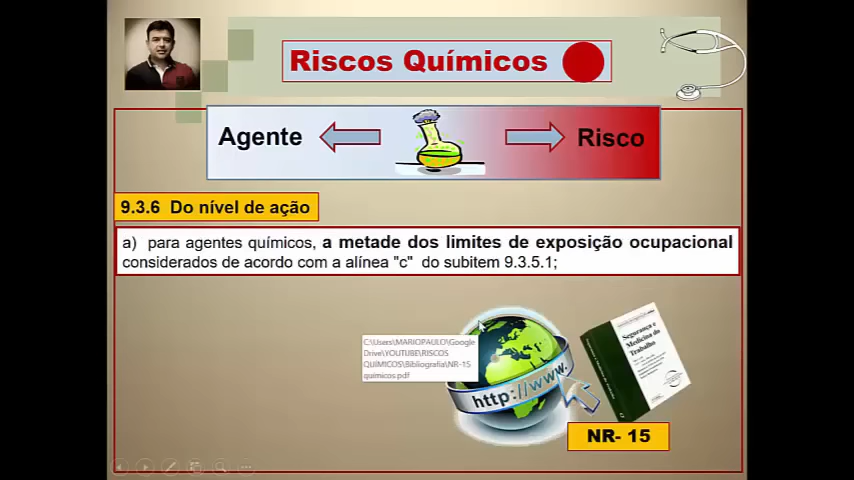 Riscos Químicos
Agente
Risco
9.3.6 Do nível de ação
a) para agentes químicos, a metade dos limites de exposição ocupacional
considerados de acordo com a alínea "c" do subitem 9.3.5.1;
C:\Users\MARIOPAULO\Google
Drive\YOUTUBE\RISCOS
QUÍMICOS\Bibliografia\NR-15
quimicos.pdf
http://www.
Segurança e
Medicina do
Trabalho
NR- 15